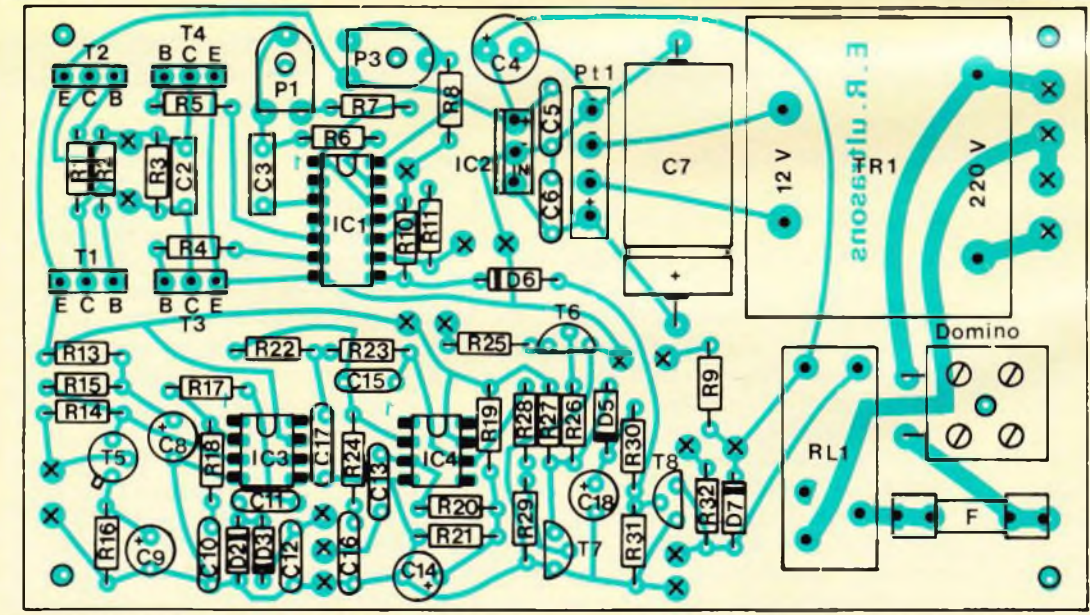 T2
T4
B C E
E C B
R5
P1
P3
R7
R8
C4
Pt1
C5
E.R. ultrasons
TR1
R1
R2
R3
C2
C3
R6
1
IC1
R10
R11
IC2
+
N
C6
+
C7
12 V
220 V
R4
T1
E C B
B C E
T3
D6
+
T6
R25
Domino
R13
R22
R23
R15
R17
C15
R14
1
1
R9
T5
C8
+
R18
IC3
C17
R24
C13
IC4
R19
R28
R27
R26
D5
R30
T8
RL1
C11
R20
C18
+
R32
D7
F
R16
C9
+
C10
D2
D3
C12
C16
R21
C14
+
R29
T7
R31